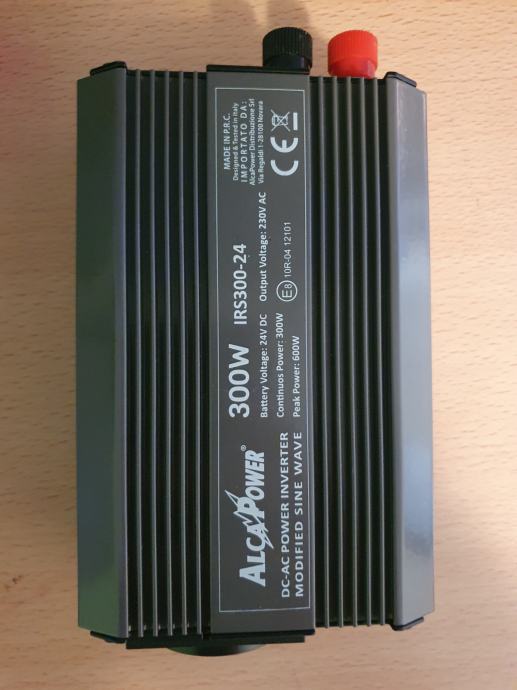 ALCAPOWER®
DC-AC POWER INVERTER
MODIFIED SINE WAVE
300W IRS300-24
Battery Voltage: 24V DC Output Voltage: 230V AC
Continuos Power: 300W
Peak Power: 600W
E8 10R-04 12101
MADE IN P.R.C.
Designed & Tested in Italy
IMPORTATO DA:
AlcaPower Distribuzione Srl
Via Regaldi 1-28100 Novara
CE